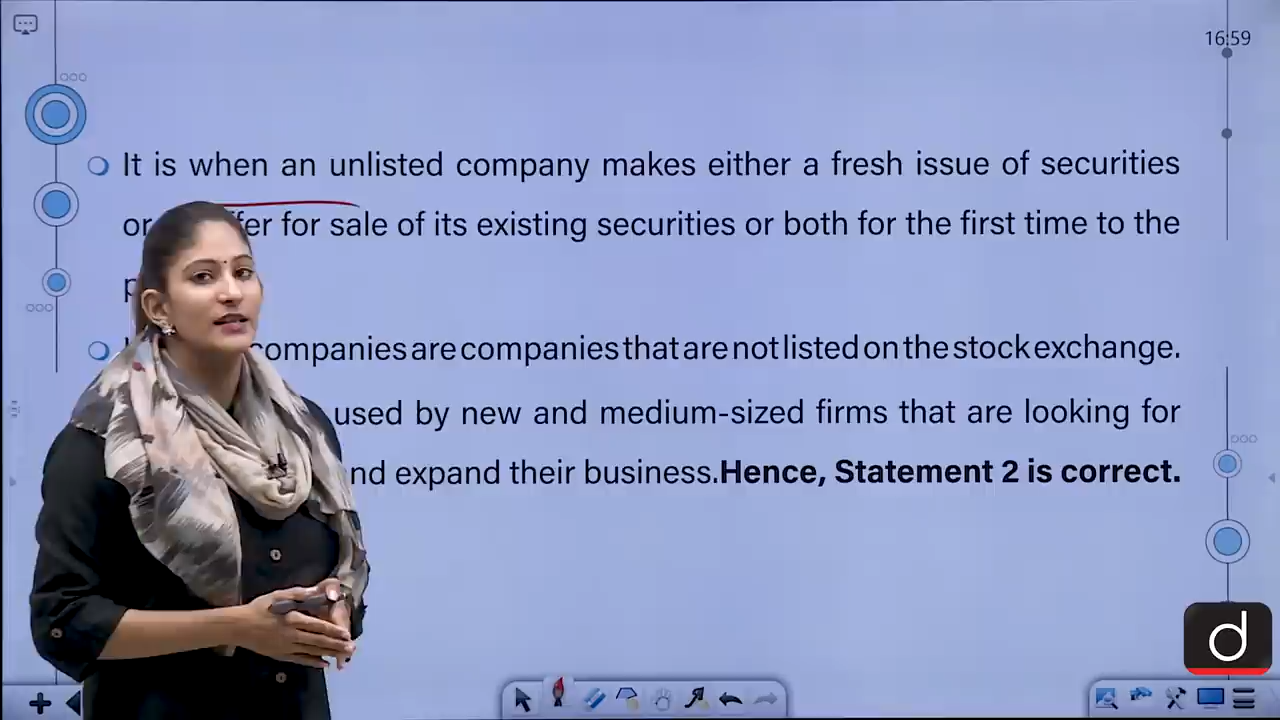 16:59
It is when an unlisted company makes either a fresh issue of securities
or for sale of its existing securities or both for the first time to the
companies are companies that are not listed on the stock exchange.
used by new and medium-sized firms that are looking for
expand their business.Hence, Statement 2 is correct.
d